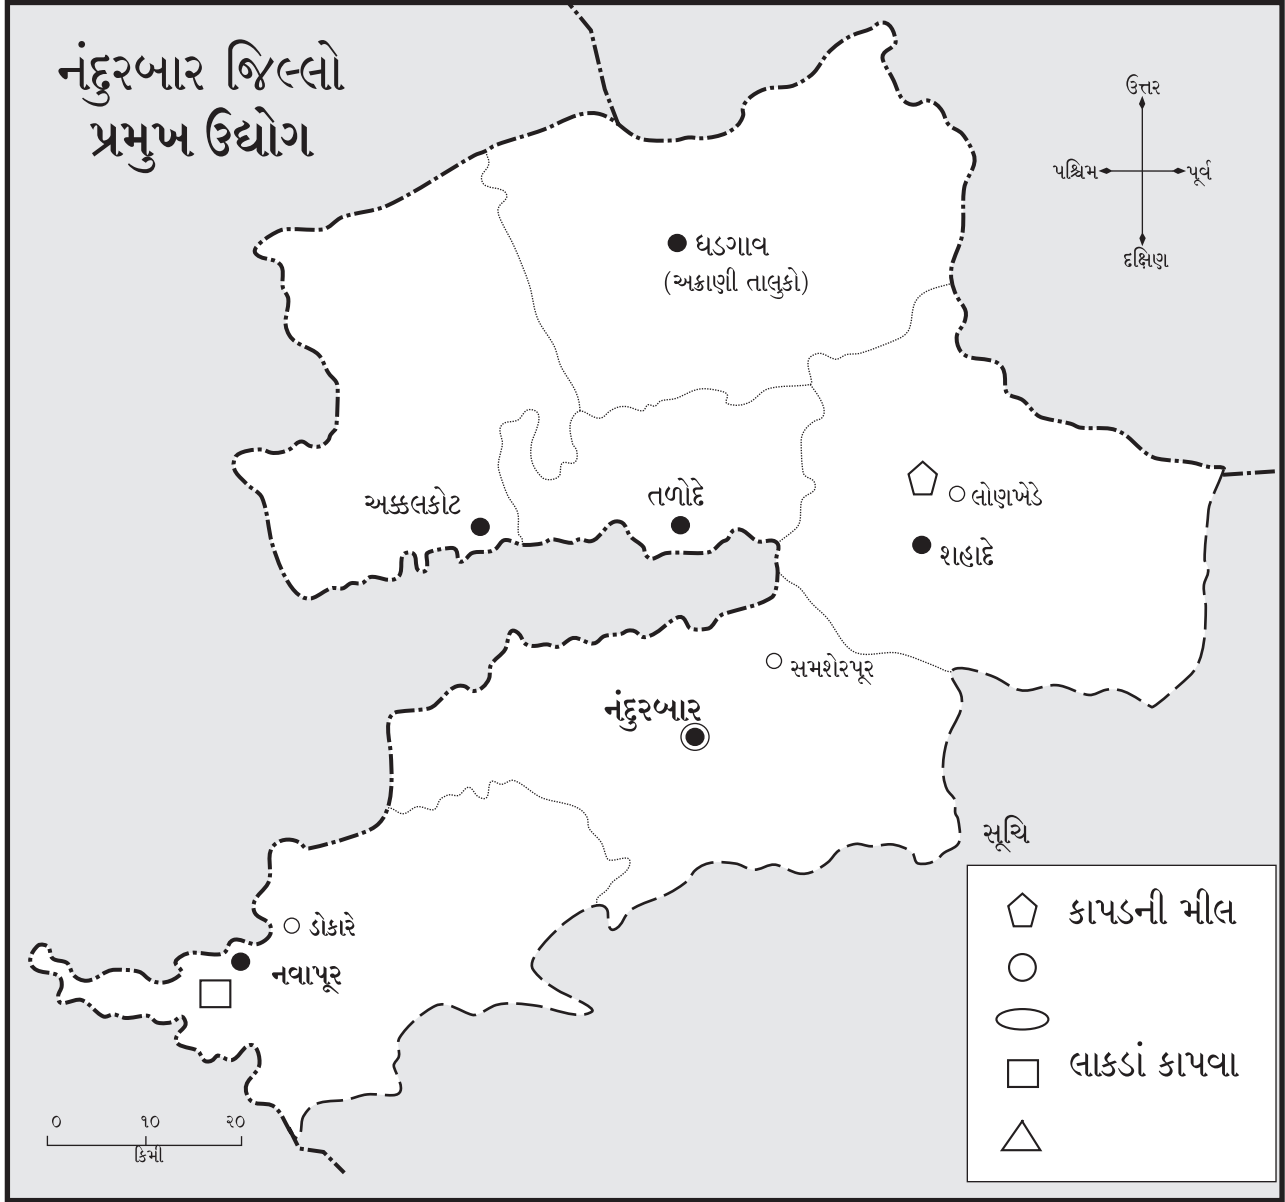 નંદુરબાર જિલ્લો
પ્રમુખ ઉદ્યોગ
ઉત્તર
પશ્ચિમ
પૂર્વ
દક્ષિણ
ધડગાવ
(અક્રાણી તાલુકો)
અક્કલકોટ
તળોદે
લોણખેડે
શહાદે
સમશેરપૂર
નંદુરબાર
ડોકારે
નવાપૂર
સૂચિ
કાપડની મીલ
લાકડાં કાપવા
૦ ૧૦ ૨૦
કિમી